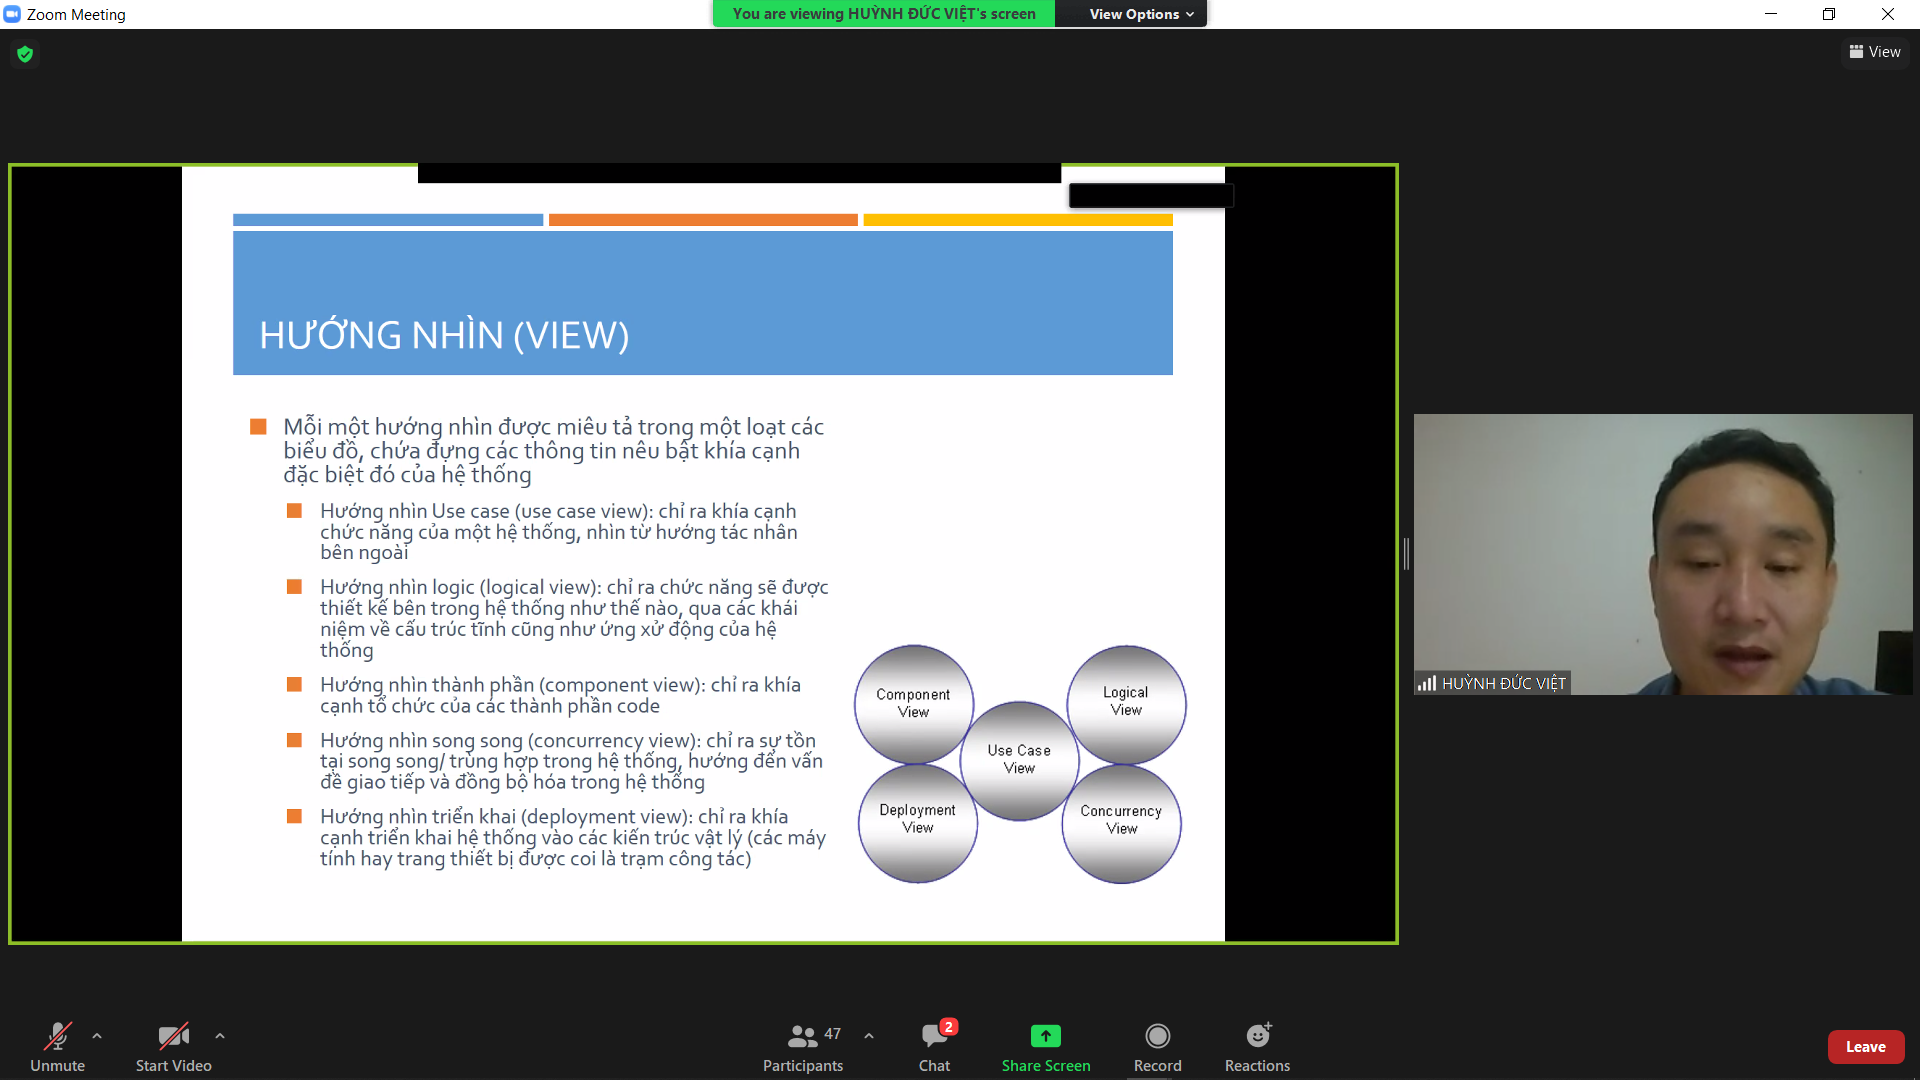 Zoom Meeting
You are viewing HUỲNH ĐỨC VIỆT's screen
View Options
View
HƯỚNG NHÌN (VIEW)
Mỗi một hướng nhìn được miêu tả trong một loạt các
biểu đồ, chứa đựng các thông tin nêu bật khía cạnh
đặc biệt đó của hệ thống
Hướng nhìn Use case (use case view): chỉ ra khía cạnh
chức năng của một hệ thống, nhìn từ hướng tác nhân
bên ngoài
Hướng nhìn logic (logical view): chỉ ra chức năng sẽ được
thiết kế bên trong hệ thống như thế nào, qua các khái
niệm về cấu trúc tĩnh cũng như ứng xử động của hệ
thống
Hướng nhìn thành phần (component view): chỉ ra khía
cạnh tổ chức của các thành phần code
Hướng nhìn song song (concurrency view): chỉ ra sự tồn
tại song song/ trùng hợp trong hệ thống, hướng đến vấn
đề giao tiếp và đồng bộ hóa trong hệ thống
Hướng nhìn triển khai (deployment view): chỉ ra khía
cạnh triển khai hệ thống vào các kiến trúc vật lý (các máy
tính hay trang thiết bị được coi là trạm công tác)
Component
View
Logical
View
Use Case
View
Deployment
View
Concurrency
View
HUỲNH ĐỨC VIỆT
Unmute
Start Video
47
Participants
2
Chat
Share Screen
Record
Reactions
Leave